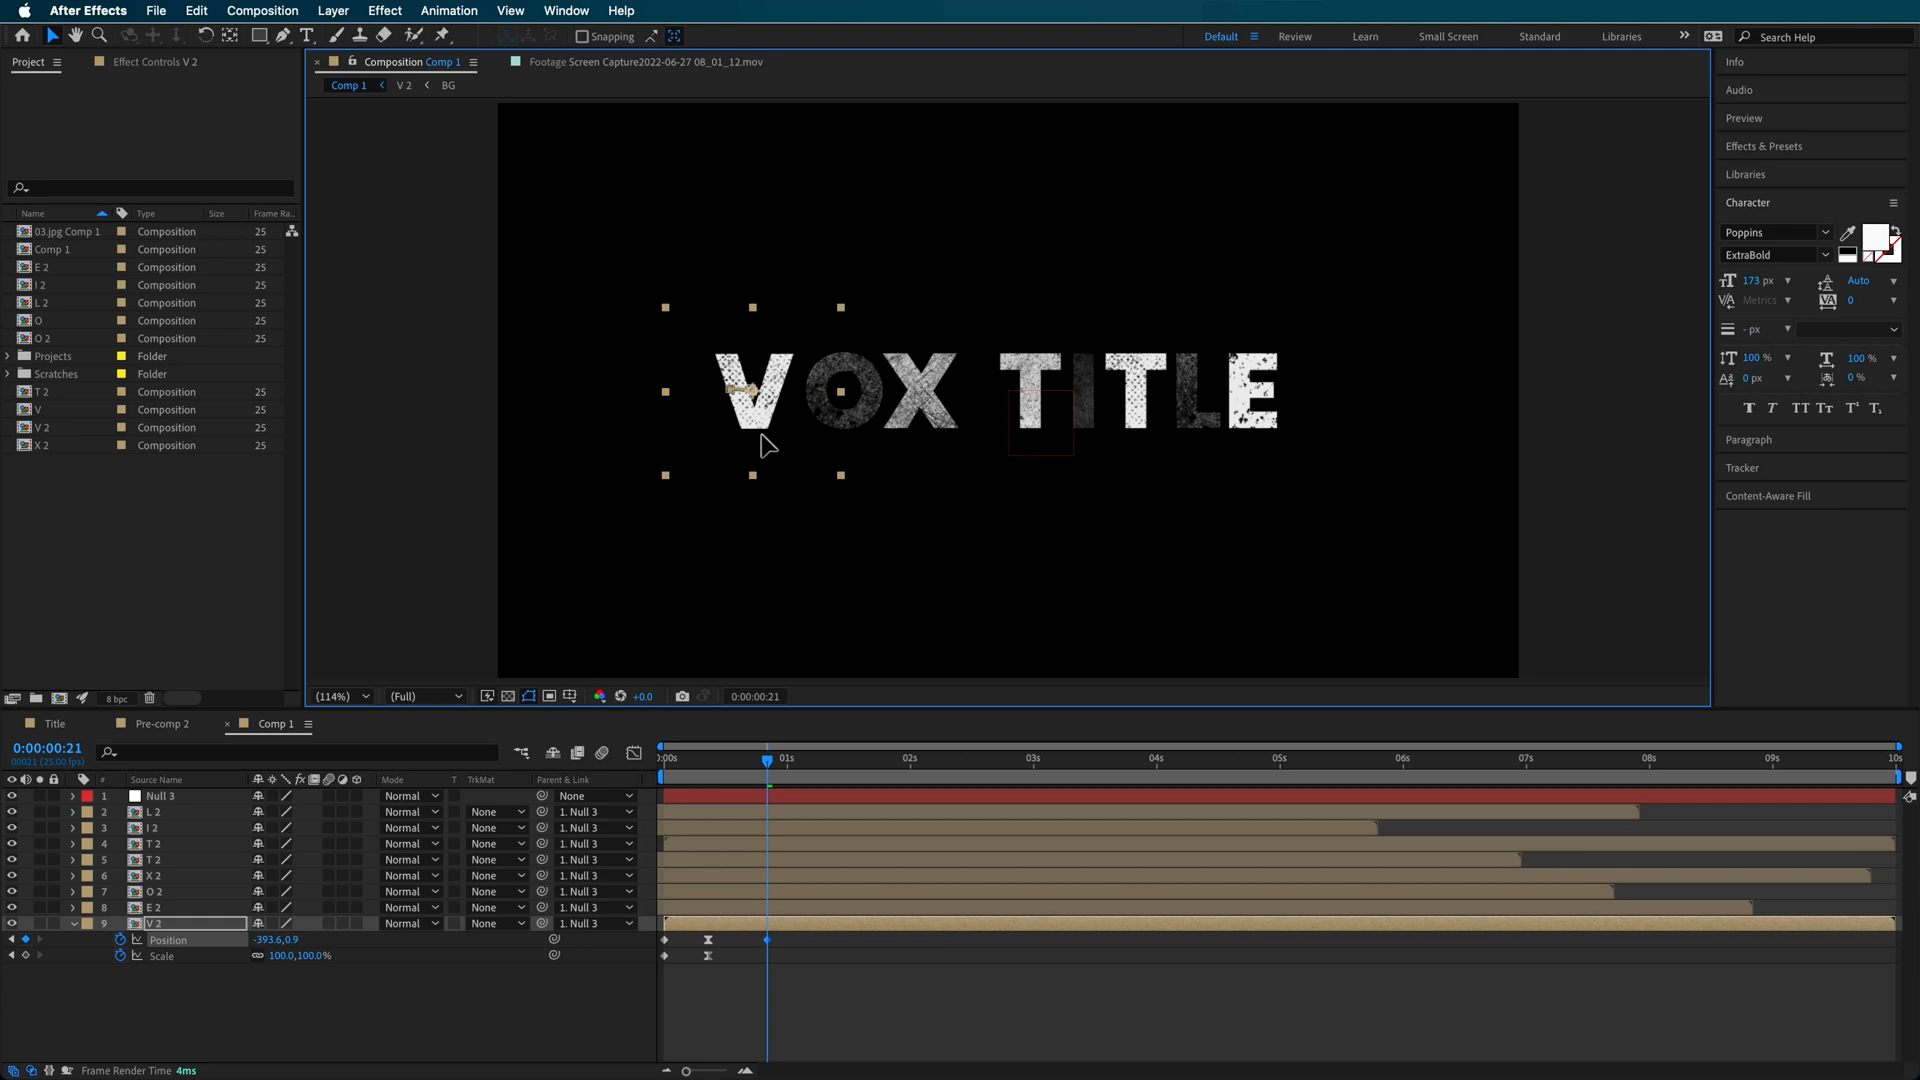 After Effects File Edit Composition Layer Effect Animation View Window Help
Snapping Default Review Learn Small Screen Standard Libraries Search Help
Project Effect Controls V 2 Composition Comp 1 Footage Screen Capture2022-06-27 08_01_12.mov Info
Comp 1 V 2 BG
Audio
Preview
Effects & Presets
Libraries
Character
Name Type Size Frame Ra...
03.jpg Comp 1 Composition 25
Comp 1 Composition 25
E 2 Composition 25
I 2 Composition 25
L 2 Composition 25
O Composition 25
O 2 Composition 25
Projects Folder
Scratches Folder
T 2 Composition 25
V Composition 25
V 2 Composition 25
X 2 Composition 25
VOX TITLE
Poppins
ExtraBold
173 px Auto
Metrics 0
- px
100 % 100 %
0 px 0 %
T T TT Tт T¹ T₁
Paragraph
Tracker
Content-Aware Fill
8 bpc
(114%) (Full) +0.0 0:00:00:21
Title Pre-comp 2 Comp 1
0:00:00:21
00021 (25.00 fps)
0:00s 01s 02s 03s 04s 05s 06s 07s 08s 09s 10s
# Source Name fx Mode T TrkMat Parent & Link
1 Null 3 Normal None
2 L 2 Normal None 1. Null 3
3 I 2 Normal None 1. Null 3
4 T 2 Normal None 1. Null 3
5 T 2 Normal None 1. Null 3
6 X 2 Normal None 1. Null 3
7 O 2 Normal None 1. Null 3
8 E 2 Normal None 1. Null 3
9 V 2 Normal None 1. Null 3
Position -393.6,0.9
Scale 100.0,100.0%
Frame Render Time 4ms